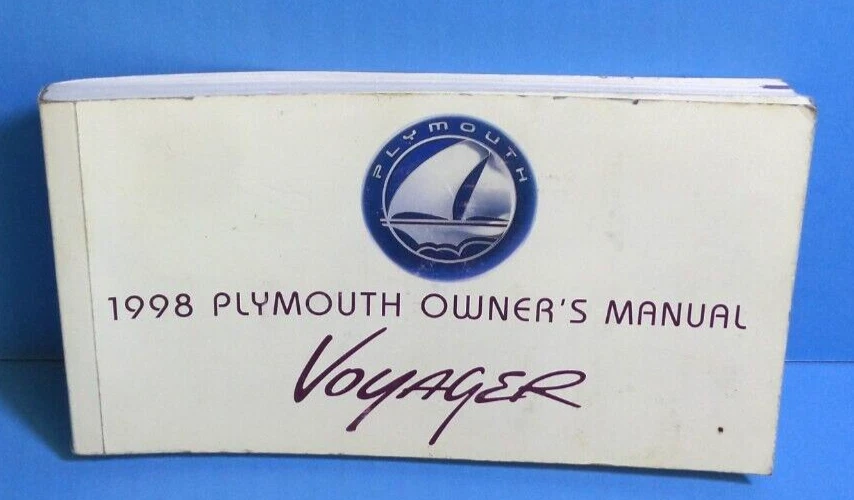 PLYMOUTH
1998 PLYMOUTH OWNER'S MANUAL
VOYAGER